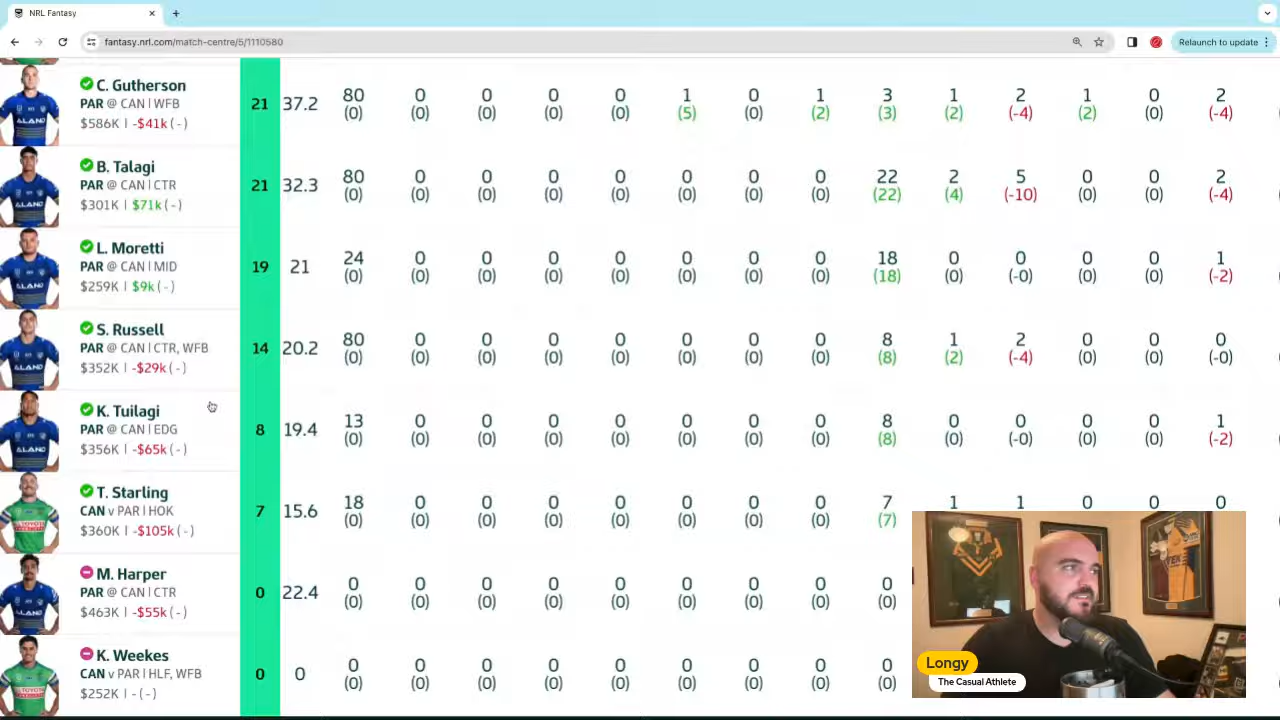 NRL Fantasy
fantasy.nrl.com/match-centre/5/1110580
Relaunch to update
C. Gutherson
PAR @ CAN | WFB
$586K | -$41k (-)
21 37.2 80 0 0 0 0 1 0 1 3 1 2 1 0 2
(0) (0) (0) (0) (0) (5) (0) (2) (3) (2) (-4) (2) (0) (-4)
B. Talagi
PAR @ CAN | CTR
$301K | $71k (-)
21 32.3 80 0 0 0 0 0 0 0 22 2 5 0 0 2
(0) (0) (0) (0) (0) (0) (0) (0) (22) (4) (-10) (0) (0) (-4)
L. Moretti
PAR @ CAN | MID
$259K | $9k (-)
19 21 24 0 0 0 0 0 0 0 18 0 0 0 0 1
(0) (0) (0) (0) (0) (0) (0) (0) (18) (0) (-0) (0) (0) (-2)
S. Russell
PAR @ CAN | CTR, WFB
$352K | -$29k (-)
14 20.2 80 0 0 0 0 0 0 0 8 1 2 0 0 0
(0) (0) (0) (0) (0) (0) (0) (0) (8) (2) (-4) (0) (0) (-0)
K. Tuilagi
PAR @ CAN | EDG
$356K | -$65k (-)
8 19.4 13 0 0 0 0 0 0 0 8 0 0 0 0 1
(0) (0) (0) (0) (0) (0) (0) (0) (8) (0) (-0) (0) (0) (-2)
T. Starling
CAN v PAR | HOK
$360K | -$105k (-)
7 15.6 18 0 0 0 0 0 0 0 7 1 1 0 0 0
(0) (0) (0) (0) (0) (0) (0) (0) (7)
M. Harper
PAR @ CAN | CTR
$463K | -$55k (-)
0 22.4 0 0 0 0 0 0 0 0 0
(0) (0) (0) (0) (0) (0) (0) (0) (0)
K. Weekes
CAN v PAR | HLF, WFB
$252K | - (-)
0 0 0 0 0 0 0 0 0 0 0
(0) (0) (0) (0) (0) (0) (0) (0) (0)
Longy
The Casual Athlete